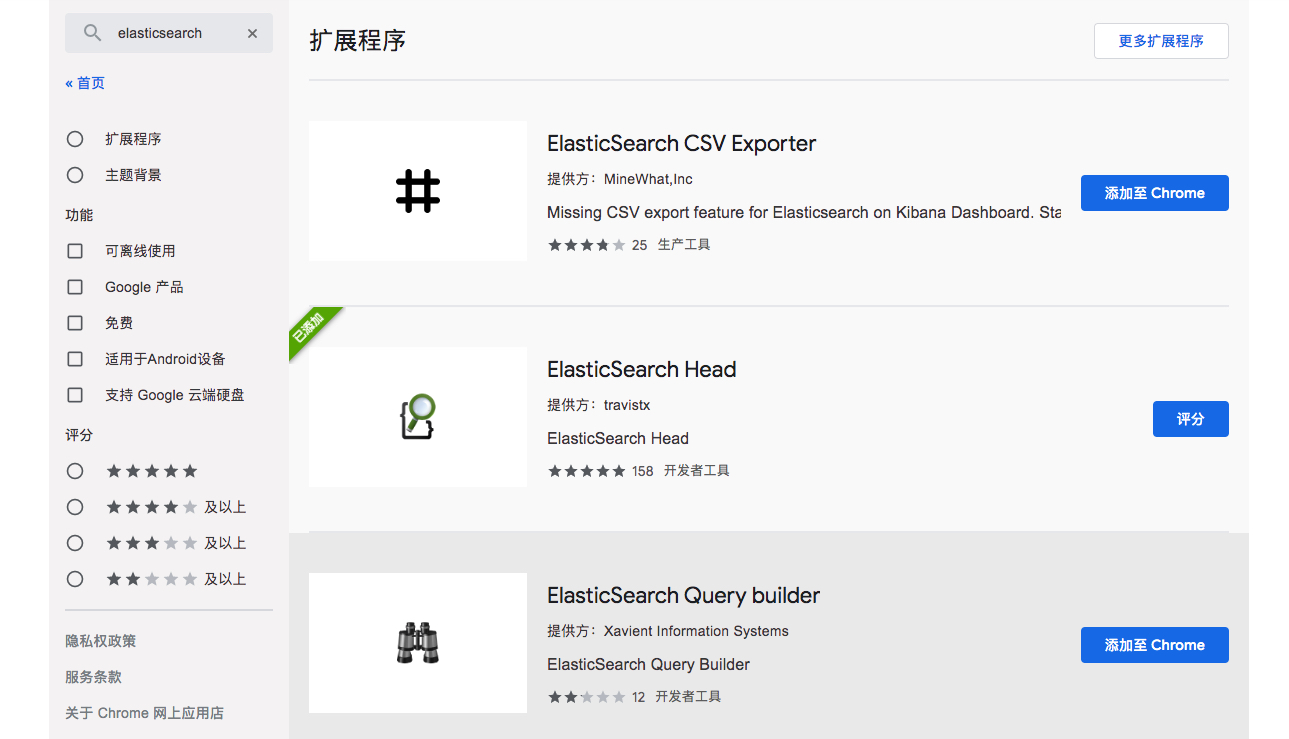 elasticsearch
« 首页
扩展程序
主题背景
功能
可离线使用
Google 产品
免费
适用于Android设备
支持 Google 云端硬盘
评分
及以上
及以上
及以上
隐私权政策
服务条款
关于 Chrome 网上应用店
扩展程序
更多扩展程序
ElasticSearch CSV Exporter
提供方：MineWhat,Inc
Missing CSV export feature for Elasticsearch on Kibana Dashboard. Sta
25 生产工具
添加至 Chrome
已添加
ElasticSearch Head
提供方：travistx
ElasticSearch Head
158 开发者工具
评分
ElasticSearch Query builder
提供方：Xavient Information Systems
ElasticSearch Query Builder
12 开发者工具
添加至 Chrome